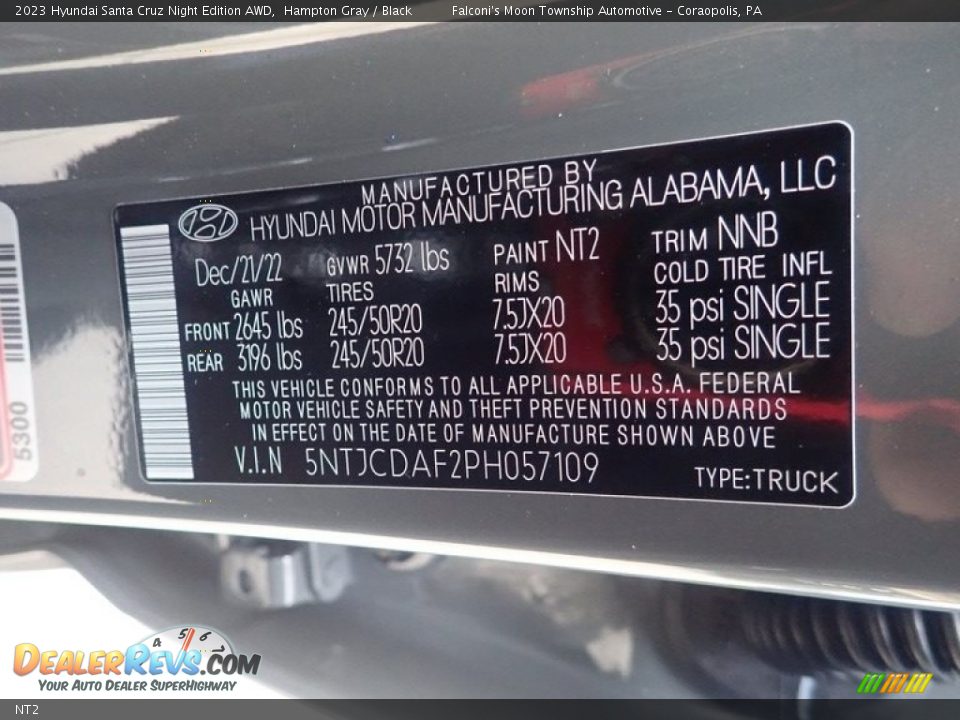 2023 Hyundai Santa Cruz Night Edition AWD, Hampton Gray / Black Falconi's Moon Township Automotive - Coraopolis, PA
MANUFACTURED BY
HYUNDAI MOTOR MANUFACTURING ALABAMA, LLC
Dec/21/22 GVWR 5732 lbs PAINT NT2 TRIM NNB
GAWR TIRES RIMS COLD TIRE INFL
FRONT 2645 lbs 245/50R20 7.5JX20 35 psi SINGLE
REAR 3196 lbs 245/50R20 7.5JX20 35 psi SINGLE
THIS VEHICLE CONFORMS TO ALL APPLICABLE U.S.A. FEDERAL
MOTOR VEHICLE SAFETY AND THEFT PREVENTION STANDARDS
IN EFFECT ON THE DATE OF MANUFACTURE SHOWN ABOVE
V.I.N 5NTJCDAF2PH057109 TYPE:TRUCK
5300
4 5 6
DealerRevs.com
Your Auto Dealer SuperHighway
NT2